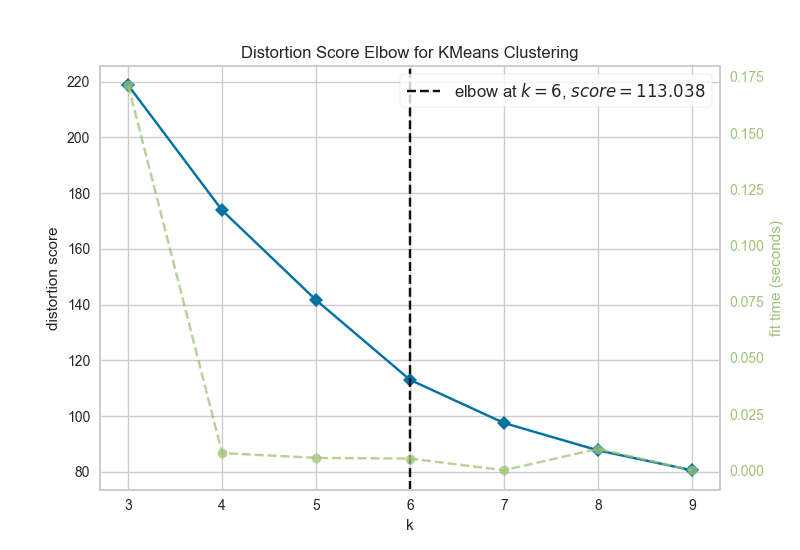 Distortion Score Elbow for KMeans Clustering
elbow at k = 6, score = 113.038
distortion score
220
200
180
160
140
120
100
80
0.175
0.150
0.125
0.100
0.075
0.050
0.025
0.000
fit time (seconds)
3 4 5 6 7 8 9
k